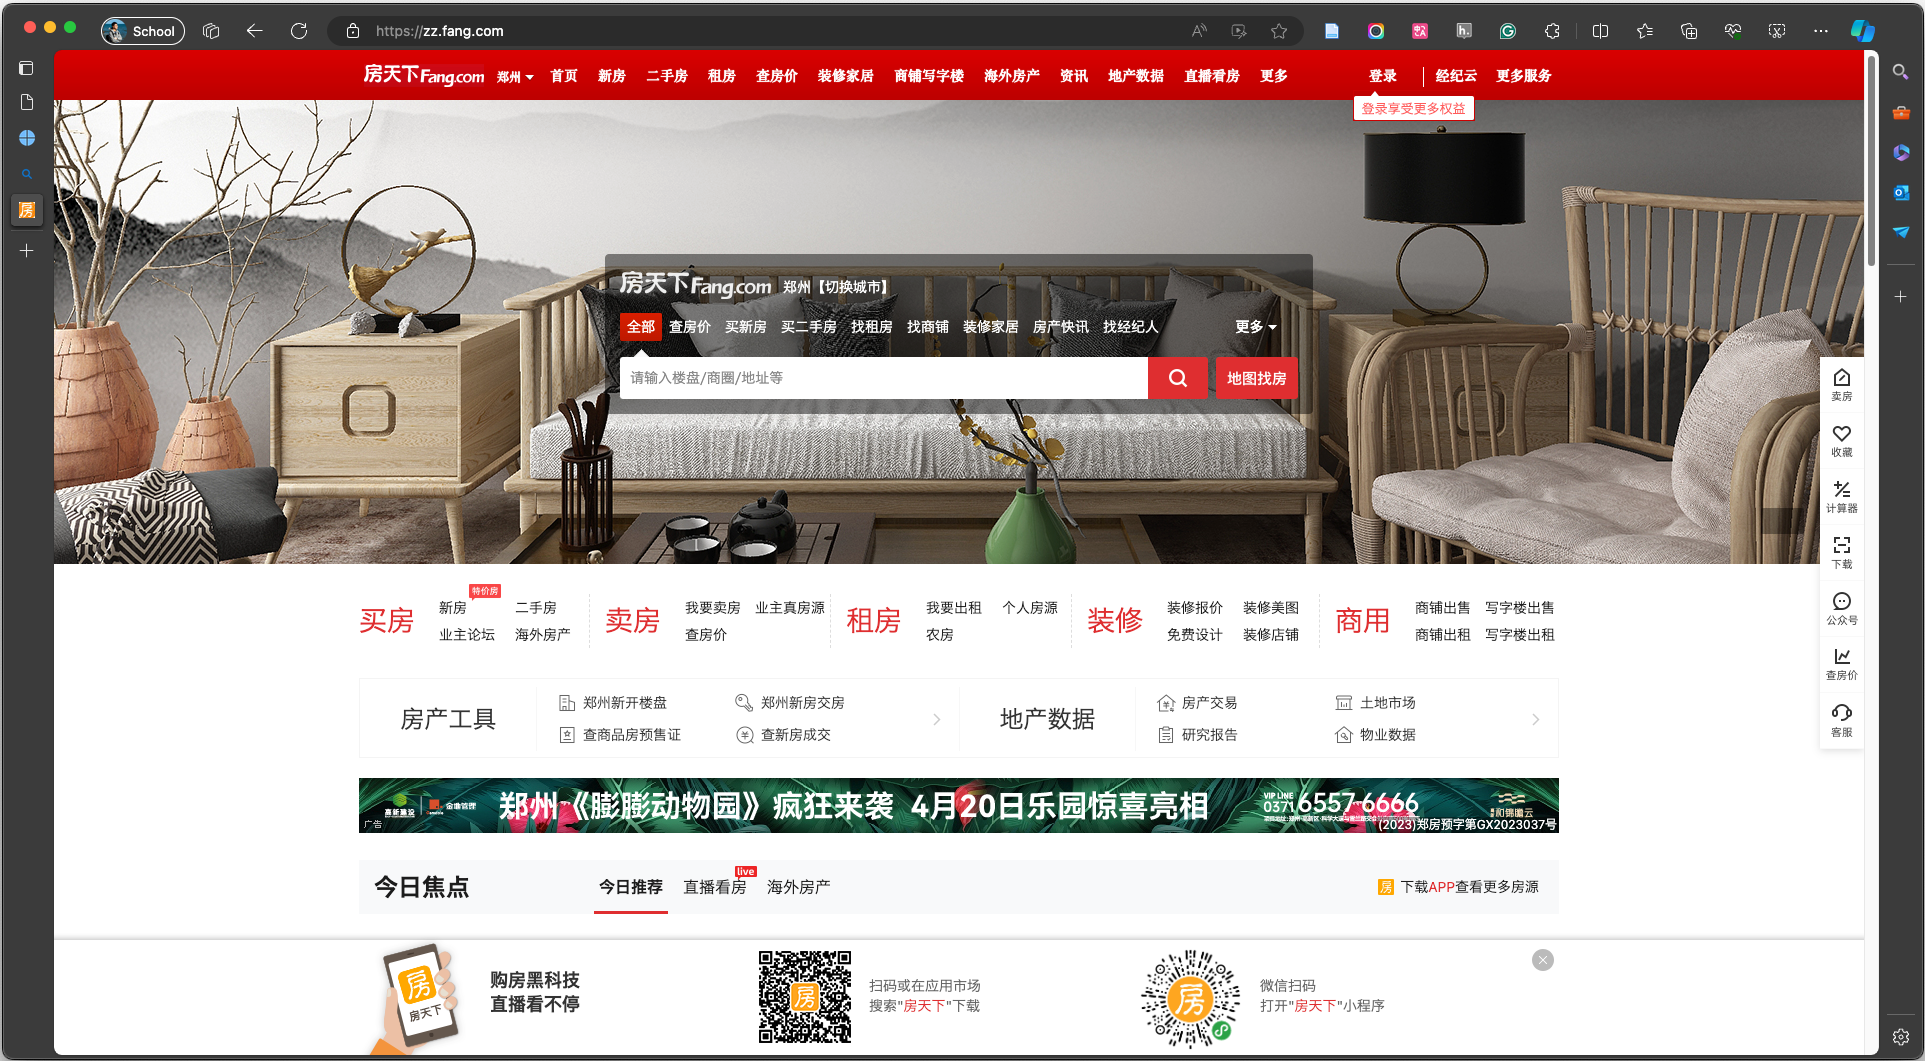 School
https://zz.fang.com
房天下Fang.com 郑州 首页 新房 二手房 租房 查房价 装修家居 商铺写字楼 海外房产 资讯 地产数据 直播看房 更多 登录 经纪云 更多服务
登录享受更多权益
房天下Fang.com 郑州【切换城市】
全部 查房价 买新房 买二手房 找租房 找商铺 装修家居 房产快讯 找经纪人 更多
请输入楼盘/商圈/地址等 地图找房
卖房
收藏
计算器
下载
公众号
查房价
客服
买房 新房 特价房 二手房
业主论坛 海外房产
卖房 我要卖房 业主真房源
查房价
租房 我要出租 个人房源
农房
装修 装修报价 装修美图
免费设计 装修店铺
商用 商铺出售 写字楼出售
商铺出租 写字楼出租
房产工具 郑州新开楼盘 郑州新房交房
查商品房预售证 查新房成交
地产数据 房产交易 土地市场
研究报告 物业数据
高新建设 金地管理 郑州《膨膨动物园》疯狂来袭 4月20日乐园惊喜亮相 VIP LINE
0371 6557 6666
广告
(2023)郑房预字第GX2023037号
今日焦点 今日推荐 直播看房 live 海外房产 房 下载APP查看更多房源
房
房天下
购房黑科技
直播看不停
房
扫码或在应用市场
搜索"房天下"下载
房
微信扫码
打开"房天下"小程序